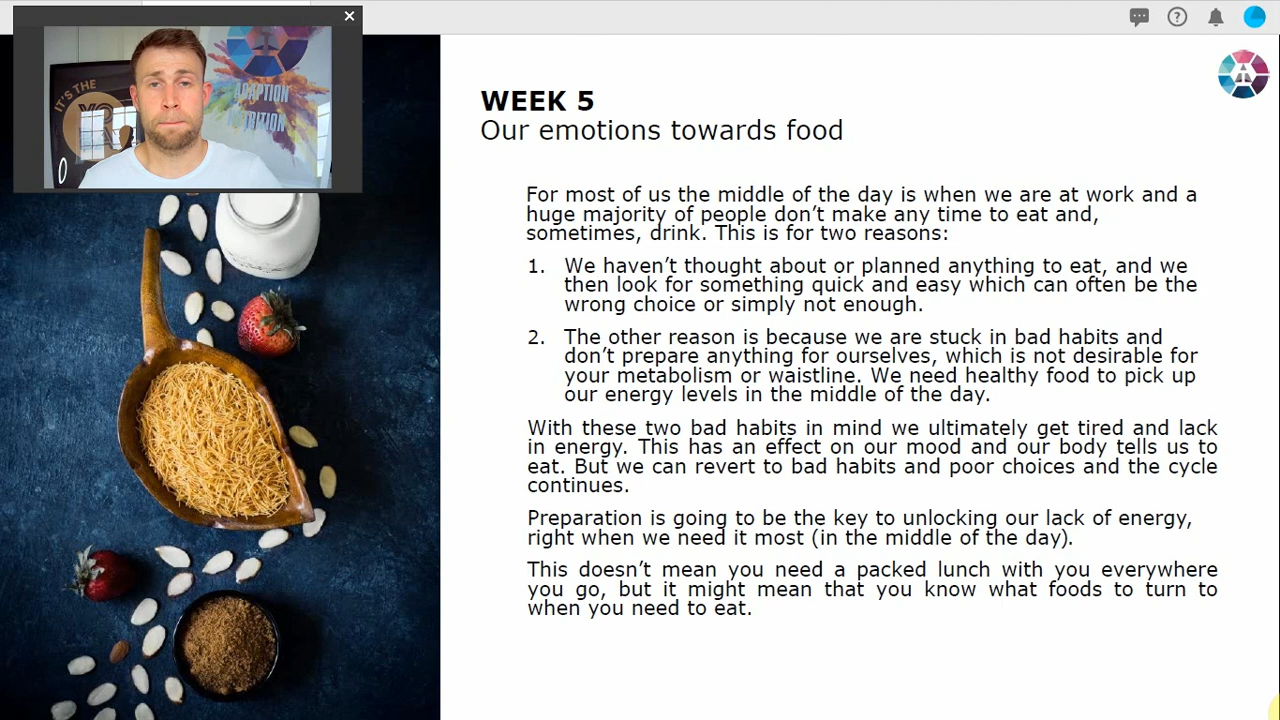 IT'S THE
ADAPTION
WEEK 5
Our emotions towards food
For most of us the middle of the day is when we are at work and a
huge majority of people don't make any time to eat and,
sometimes, drink. This is for two reasons:
1. We haven't thought about or planned anything to eat, and we
then look for something quick and easy which can often be the
wrong choice or simply not enough.
2. The other reason is because we are stuck in bad habits and
don't prepare anything for ourselves, which is not desirable for
your metabolism or waistline. We need healthy food to pick up
our energy levels in the middle of the day.
With these two bad habits in mind we ultimately get tired and lack
in energy. This has an effect on our mood and our body tells us to
eat. But we can revert to bad habits and poor choices and the cycle
continues.
Preparation is going to be the key to unlocking our lack of energy,
right when we need it most (in the middle of the day).
This doesn't mean you need a packed lunch with you everywhere
you go, but it might mean that you know what foods to turn to
when you need to eat.